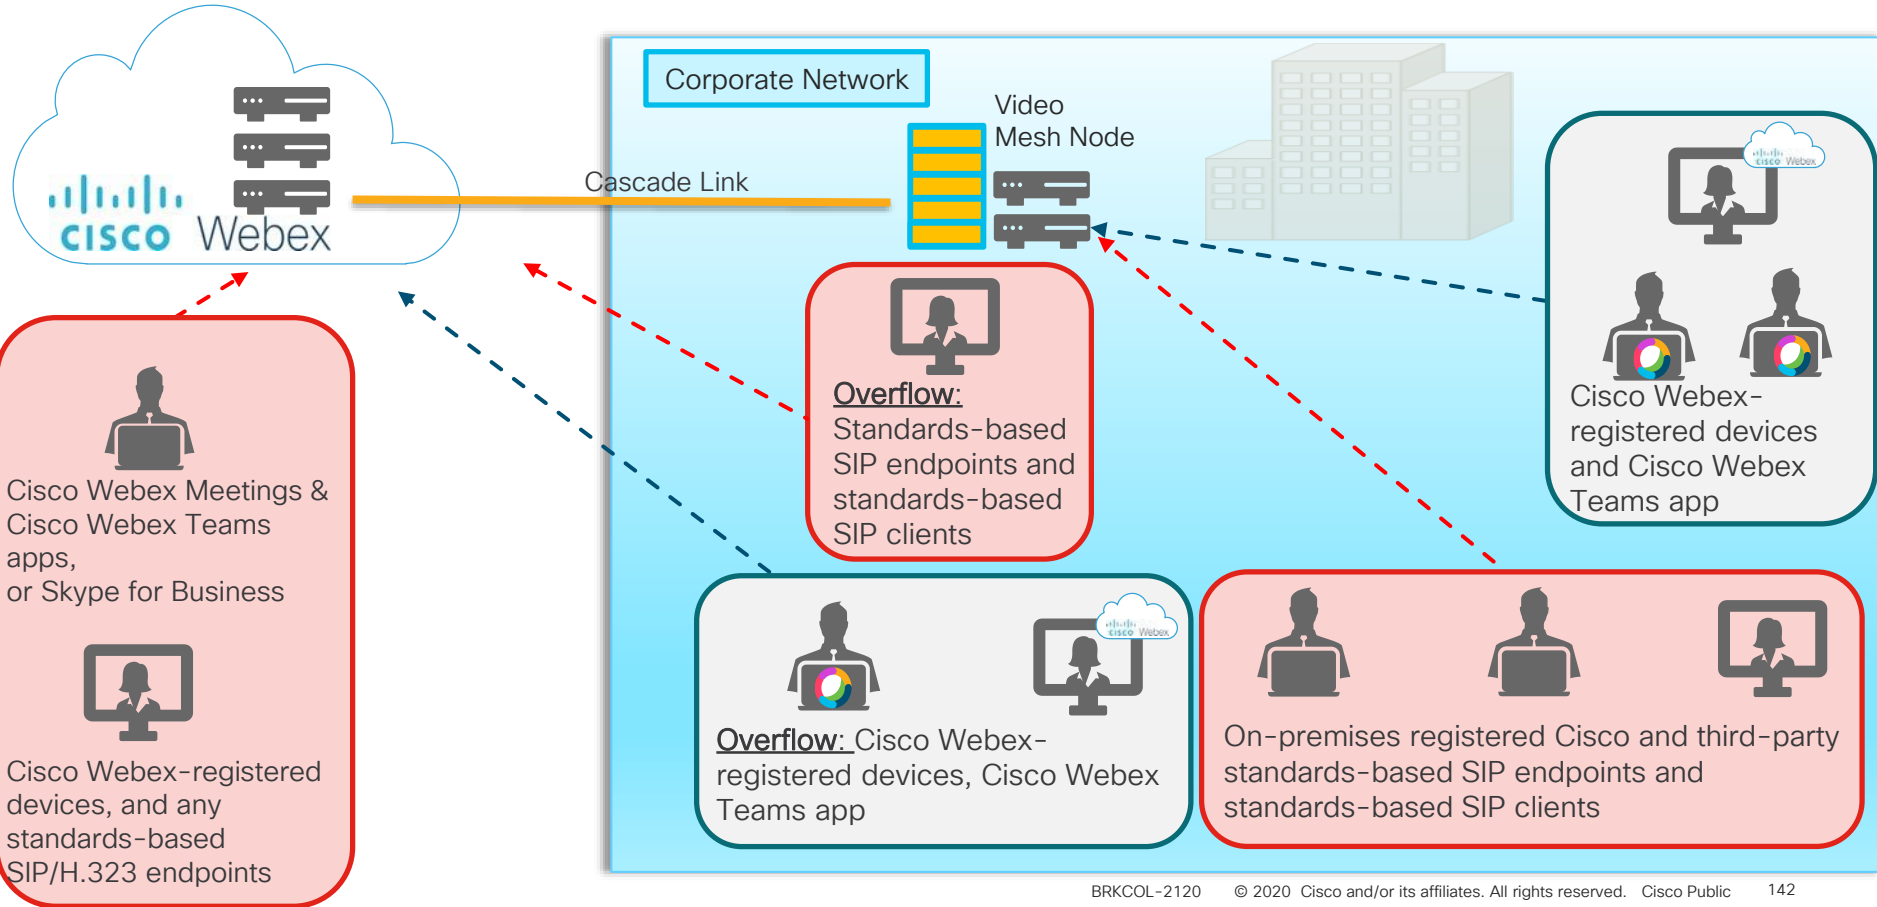 CISCO Webex
Cascade Link
Corporate Network
Video
Mesh Node
CISCO Webex
Cisco Webex-
registered devices
and Cisco Webex
Teams app
Overflow:
Standards-based
SIP endpoints and
standards-based
SIP clients
Cisco Webex Meetings &
Cisco Webex Teams
apps,
or Skype for Business
Cisco Webex-registered
devices, and any
standards-based
SIP/H.323 endpoints
CISCO Webex
Overflow: Cisco Webex-
registered devices, Cisco Webex
Teams app
On-premises registered Cisco and third-party
standards-based SIP endpoints and
standards-based SIP clients
BRKCOL-2120 © 2020 Cisco and/or its affiliates. All rights reserved. Cisco Public 142